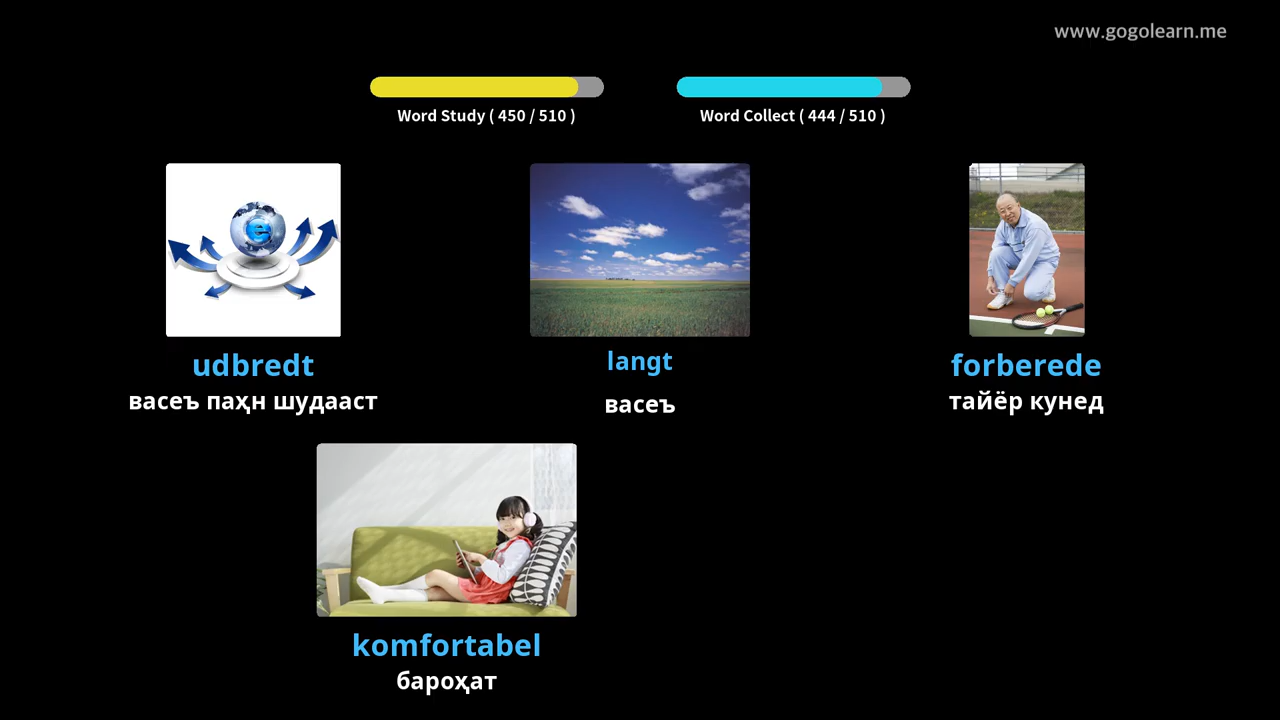 www.gogolearn.me
Word Study ( 450 / 510 )
Word Collect ( 444 / 510 )
udbredt
васеъ паҳн шудааст
langt
васеъ
forberede
тайёр кунед
komfortabel
бароҳат